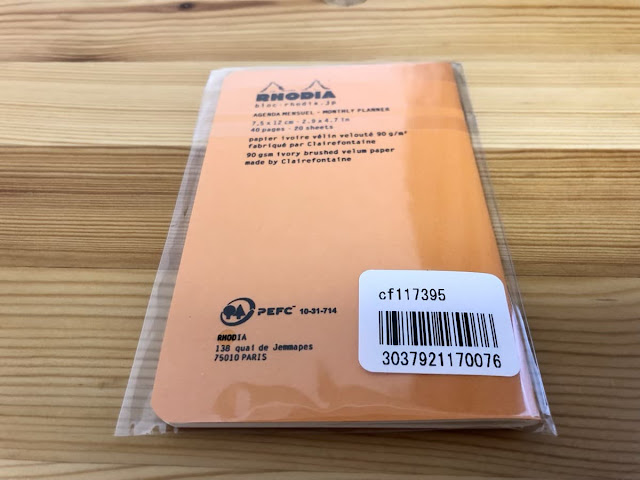 RHODIA
bloc-rhodia.jp
AGENDA MENSUEL - MONTHLY PLANNER
7,5 x 12 cm - 2.9 x 4.7 in
40 pages - 20 sheets
papier ivoire vélin velouté 90 g/m²
fabriqué par Clairefontaine
90 gsm ivory brushed velum paper
made by Clairefontaine
PEFC™ 10-31-714
RHODIA
138 quai de Jemmapes
75010 PARIS
cf117395
3037921170076